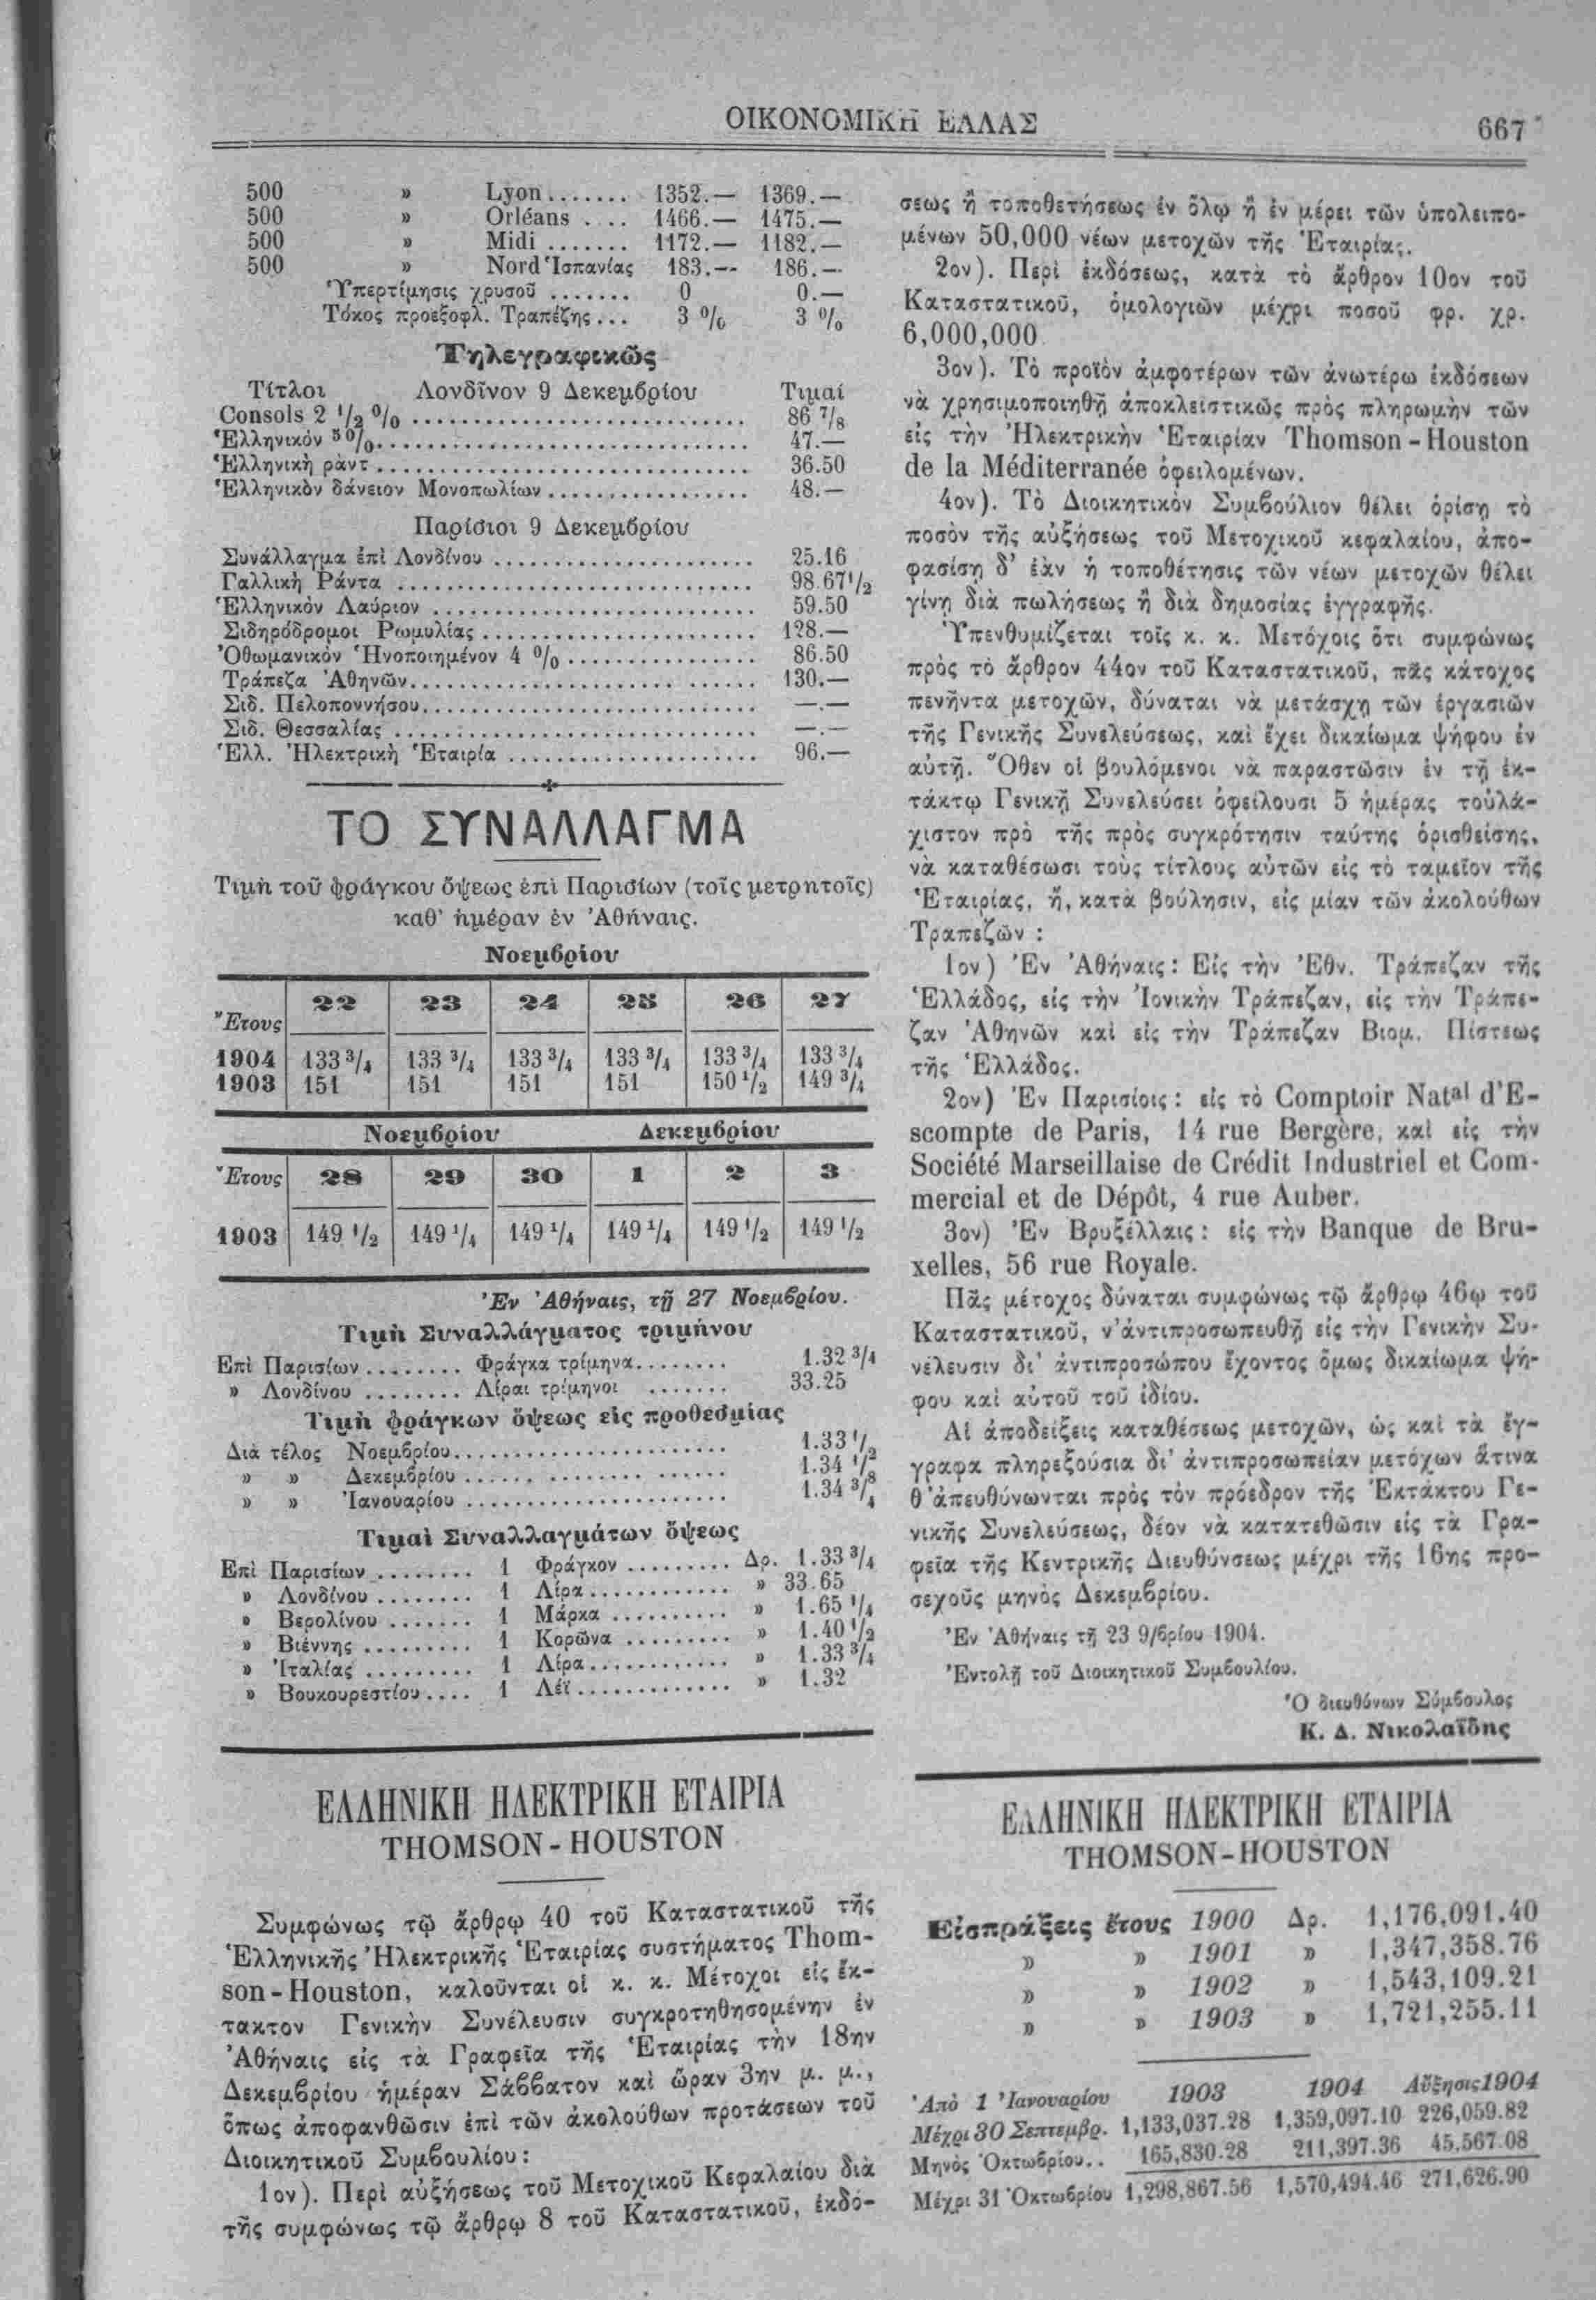 ΟΙΚΟΝΟΜΙΚΗ ΕΛΛΑΣ 667
500 » Lyon....... 1352.— 1369.—
500 » Orléans .... 1466.— 1475.—
500 » Midi ....... 1172.— 1182.—
500 » Nord Ἱσπανίας 183.— 186.—
Ὑπερτίμησις χρυσοῦ ....... 0 0.—
Τόκος προεξοφλ. Τραπέζης... 3 % 3 %
Τηλεγραφικῶς
Τίτλοι Λονδῖνον 9 Δεκεμβρίου Τιμαί
Consols 2 1/2 % ........ 86 7/8
Ἑλληνικόν 5%........ 47.—
Ἑλληνικὴ ράντ ........ 36.50
Ἑλληνικὸν δάνειον Μονοπωλίων ........ 48.—
Παρίσιοι 9 Δεκεμβρίου
Συνάλλαγμα ἐπὶ Λονδίνου ........ 25.16
Γαλλικὴ Ράντα ........ 98.67 1/2
Ἑλληνικὸν Λαύριον ........ 59.50
Σιδηρόδρομοι Ρωμυλίας ........ 128.—
Ὀθωμανικόν Ἡνοποιημένον 4 % ........ 86.50
Τράπεζα Ἀθηνῶν........ 130.—
Σιδ. Πελοποννήσου........ —.—
Σιδ. Θεσσαλίας ........ —.—
Ἑλλ. Ἠλεκτρικὴ Ἑταιρία ........ 96.—
ΤΟ ΣΥΝΑΛΛΑΓΜΑ
Τιμὴ τοῦ φράγκου ὄψεως ἐπὶ Παρισίων (τοῖς μετρητοῖς)
καθ' ἡμέραν ἐν Ἀθήναις.
Νοεμβρίου
Ἔτους 22 23 24 25 26 27
1904 133 3/4 133 3/4 133 3/4 133 3/4 133 3/4 133 3/4
1903 151 151 151 151 150 1/2 149 3/4
Νοεμβρίου Δεκεμβρίου
Ἔτους 28 29 30 1 2 3
1903 149 1/2 149 1/4 149 1/4 149 1/4 149 1/2 149 1/2
Ἐν Ἀθήναις, τῇ 27 Νοεμβρίου.
Τιμὴ Συναλλάγματος τριμήνου
Επὶ Παρισίων ........ Φράγκα τρίμηνα........ 1.32 3/4
» Λονδίνου ........ Λίραι τρίμηνοι ....... 33.25
Τιμὴ φράγκων ὄψεως εἰς προθεσμίας
Διὰ τέλος Νοεμβρίου........ 1.33 1/2
» » Δεκεμβρίου ........ 1.34 1/8
» » Ἰανουαρίου ........ 1.34 3/4
Τιμαὶ Συναλλαγμάτων ὄψεως
Επὶ Παρισίων ........ 1 Φράγκον ......... Δρ. 1.33 3/4
» Λονδίνου ........ 1 Λίρα............ » 33.65
» Βερολίνου ....... 1 Μάρκα .......... » 1.65 1/4
» Βιέννης ......... 1 Κορῶνα ......... » 1.40 1/2
» Ἰταλίας ......... 1 Λίρα............ » 1.33 3/4
» Βουκουρεστίου.... 1 Λέϊ............. » 1.32
ΕΛΛΗΝΙΚΗ ΗΛΕΚΤΡΙΚΗ ΕΤΑΙΡΙΑ
THOMSON-HOUSTON
Συμφώνως τῷ ἄρθρῳ 40 τοῦ Καταστατικοῦ τῆς
Ἑλληνικῆς Ἠλεκτρικῆς Ἑταιρίας συστήματος Thom-
son-Houston, καλοῦνται οἱ κ. κ. Μέτοχοι εἰς ἔκ-
τακτον Γενικὴν Συνέλευσιν συγκροτηθησομένην ἐν
Ἀθήναις εἰς τὰ Γραφεῖα τῆς Ἑταιρίας τὴν 18ην
Δεκεμβρίου ἡμέραν Σάββατον καὶ ὥραν 3ην μ. μ.,
ὅπως ἀποφανθῶσιν ἐπὶ τῶν ἀκολούθων προτάσεων τοῦ
Διοικητικοῦ Συμβουλίου:
1ον). Περὶ αὐξήσεως τοῦ Μετοχικοῦ Κεφαλαίου διὰ
τῆς συμφώνως τῷ ἄρθρῳ 8 τοῦ Καταστατικοῦ, ἐκδό-
σεως ἢ τοποθετήσεως ἐν ὅλῳ ἢ ἐν μέρει τῶν ὑπολειπο-
μένων 50,000 νέων μετοχῶν τῆς Ἑταιρίας.
2ον). Περὶ ἐκδόσεως, κατὰ τὸ ἄρθρον 10ον τοῦ
Καταστατικοῦ, ὁμολογιῶν μέχρι ποσοῦ φρ. χρ.
6,000,000
3ον). Τὸ προϊὸν ἀμφοτέρων τῶν ἀνωτέρω ἐκδόσεων
νὰ χρησιμοποιηθῇ ἀποκλειστικῶς πρὸς πληρωμὴν τῶν
εἰς τὴν Ἠλεκτρικὴν Ἑταιρίαν Thomson-Houston
de la Méditerranée ὀφειλομένων.
4ον). Τὸ Διοικητικὸν Συμβούλιον θέλει ὁρίσῃ τὸ
ποσὸν τῆς αὐξήσεως τοῦ Μετοχικοῦ κεφαλαίου, ἀπο-
φασίσῃ δ' ἐὰν ἡ τοποθέτησις τῶν νέων μετοχῶν θέλει
γίνῃ διὰ πωλήσεως ἢ διὰ δημοσίας ἐγγραφῆς.
Ὑπενθυμίζεται τοῖς κ. κ. Μετόχοις ὅτι συμφώνως
πρὸς τὸ ἄρθρον 44ον τοῦ Καταστατικοῦ, πᾶς κάτοχος
πενῆντα μετοχῶν, δύναται νὰ μετάσχῃ τῶν ἐργασιῶν
τῆς Γενικῆς Συνελεύσεως, καὶ ἔχει δικαίωμα ψήφου ἐν
αὐτῇ. Ὅθεν οἱ βουλόμενοι νὰ παραστῶσιν ἐν τῇ ἐκ-
τάκτῳ Γενικῇ Συνελεύσει ὀφείλουσι 5 ἡμέρας τοὐλά-
χιστον πρὸ τῆς πρὸς συγκρότησιν ταύτης ὁρισθείσης,
νὰ καταθέσωσι τοὺς τίτλους αὐτῶν εἰς τὸ ταμεῖον τῆς
Ἑταιρίας, ἤ, κατὰ βούλησιν, εἰς μίαν τῶν ἀκολούθων
Τραπεζῶν :
1ον) Ἐν Ἀθήναις: Εἰς τὴν Ἐθν. Τράπεζαν τῆς
Ἑλλάδος, εἰς τὴν Ἰονικὴν Τράπεζαν, εἰς τὴν Τράπε-
ζαν Ἀθηνῶν καὶ εἰς τὴν Τράπεζαν Βιομ. Πίστεως
τῆς Ἑλλάδος.
2ον) Ἐν Παρισίοις: εἰς τὸ Comptoir Natal d'E-
scompte de Paris, 14 rue Bergère, καὶ εἰς τὴν
Société Marseillaise de Crédit Industriel et Com-
mercial et de Dépôt, 4 rue Auber.
3ον) Ἐν Βρυξέλλαις: εἰς τὴν Banque de Bru-
xelles, 56 rue Royale.
Πᾶς μέτοχος δύναται συμφώνως τῷ ἄρθρῳ 46ῳ τοῦ
Καταστατικοῦ, ν'ἀντιπροσωπευθῇ εἰς τὴν Γενικὴν Συ-
νέλευσιν δι' ἀντιπροσώπου ἔχοντος ὅμως δικαίωμα ψή-
φου καὶ αὐτοῦ τοῦ ἰδίου.
Αἱ ἀποδείξεις καταθέσεως μετοχῶν, ὡς καὶ τὰ ἔγ-
γραφα πληρεξούσια δι' ἀντιπροσωπείαν μετόχων ἅτινα
θ'ἀπευθύνωνται πρὸς τὸν πρόεδρον τῆς Ἐκτάκτου Γε-
νικῆς Συνελεύσεως, δέον νὰ κατατεθῶσιν εἰς τὰ Γρα-
φεῖα τῆς Κεντρικῆς Διευθύνσεως μέχρι τῆς 16ης προ-
σεχοῦς μηνὸς Δεκεμβρίου.
Ἐν Ἀθήναις τῇ 23 9/βρίου 1904.
Ἐντολῇ τοῦ Διοικητικοῦ Συμβουλίου.
Ὁ διευθύνων Σύμβουλος
Κ. Δ. Νικολαΐδης
ΕΛΛΗΝΙΚΗ ΗΛΕΚΤΡΙΚΗ ΕΤΑΙΡΙΑ
THOMSON-HOUSTON
Εἰσπράξεις ἔτους 1900 Δρ. 1,176,091.40
» » 1901 » 1,347,358.76
» » 1902 » 1,543,109.21
» » 1903 » 1,721,255.11
Ἀπὸ 1 Ἰανουαρίου 1903 1904 Αὔξησις 1904
Μέχρι 30 Σεπτεμβρ. 1,133,037.28 1,359,097.10 226,059.82
Μηνὸς Ὀκτωβρίου.. 165,830.28 211,397.36 45,567.08
Μέχρι 31 Ὀκτωβρίου 1,298,867.56 1,570,494.46 271,626.90